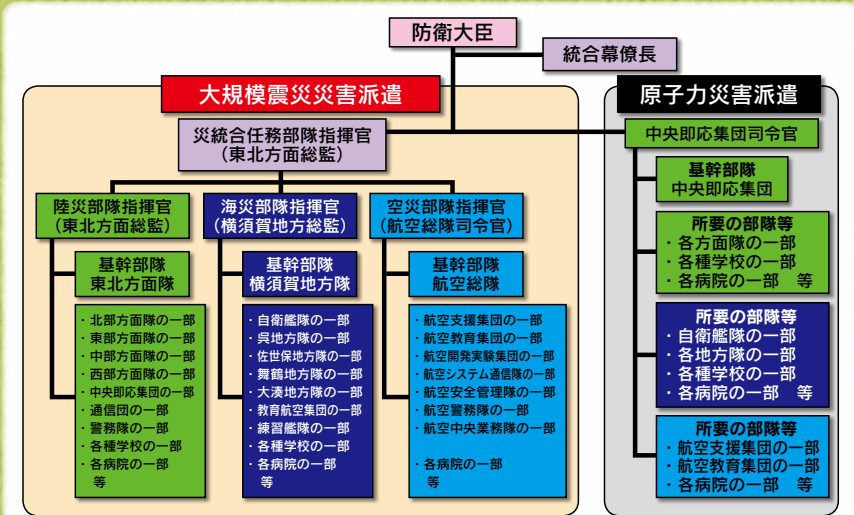 防衛大臣
統合幕僚長
大規模震災災害派遣
災統合任務部隊指揮官
（東北方面総監）
陸災部隊指揮官
（東北方面総監）
基幹部隊
東北方面隊
・北部方面隊の一部
・東部方面隊の一部
・中部方面隊の一部
・西部方面隊の一部
・中央即応集団の一部
・通信団の一部
・警務隊の一部
・各種学校の一部
・各病院の一部
等
海災部隊指揮官
（横須賀地方総監）
基幹部隊
横須賀地方隊
・自衛艦隊の一部
・呉地方隊の一部
・佐世保地方隊の一部
・舞鶴地方隊の一部
・大湊地方隊の一部
・教育航空集団の一部
・練習艦隊の一部
・各種学校の一部
・各病院の一部
等
空災部隊指揮官
（航空総隊司令官）
基幹部隊
航空総隊
・航空支援集団の一部
・航空教育集団の一部
・航空開発実験集団の一部
・航空システム通信隊の一部
・航空安全管理隊の一部
・航空警務隊の一部
・航空中央業務隊の一部
・各病院の一部
等
原子力災害派遣
中央即応集団司令官
基幹部隊
中央即応集団
所要の部隊等
・各方面隊の一部
・各種学校の一部
・各病院の一部　等
所要の部隊等
・自衛艦隊の一部
・各地方隊の一部
・各種学校の一部
・各病院の一部　等
所要の部隊等
・航空支援集団の一部
・航空教育集団の一部
・各病院の一部　等